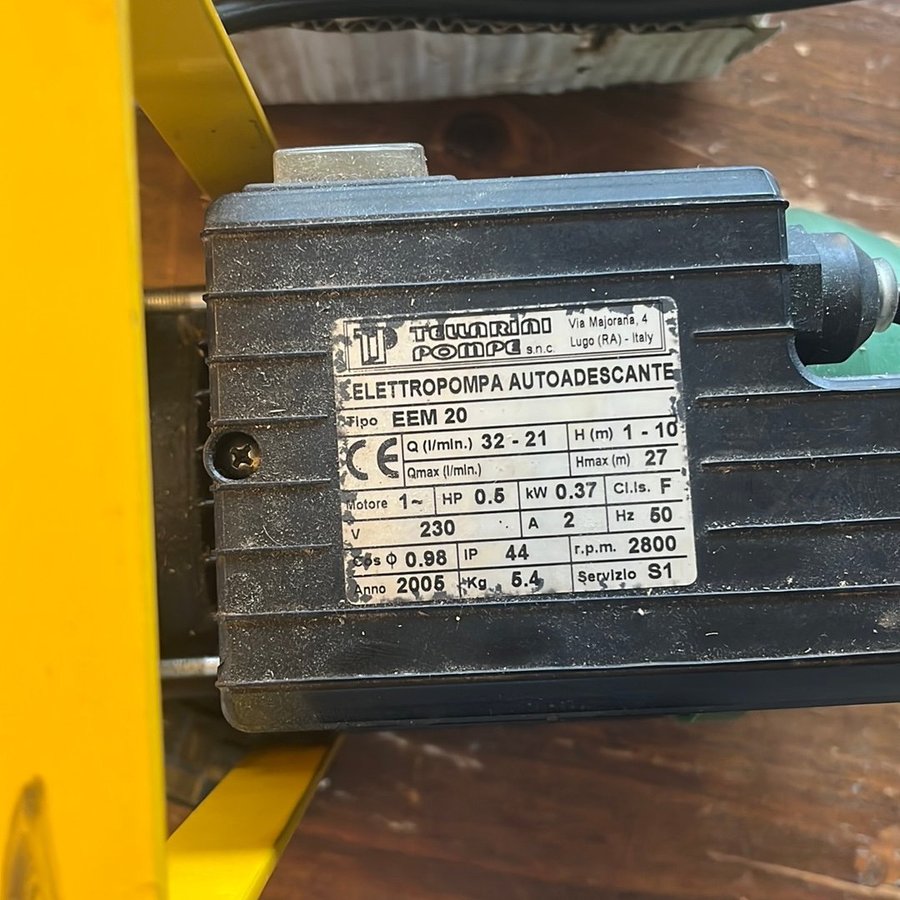 TP TELLARINI POMPE s.n.c.
Via Majorana, 4
Lugo (RA) - Italy
ELETTROPOMPA AUTOADESCANTE
Tipo EEM 20
CE Q (l/min.) 32 - 21 H (m) 1 - 10
Qmax (l/min.) Hmax (m) 27
Motore 1~ HP 0.5 kW 0.37 Cl.Is. F
V 230 A 2 Hz 50
Cos ϕ 0.98 IP 44 r.p.m. 2800
Anno 2005 Kg 5.4 Servizio S1